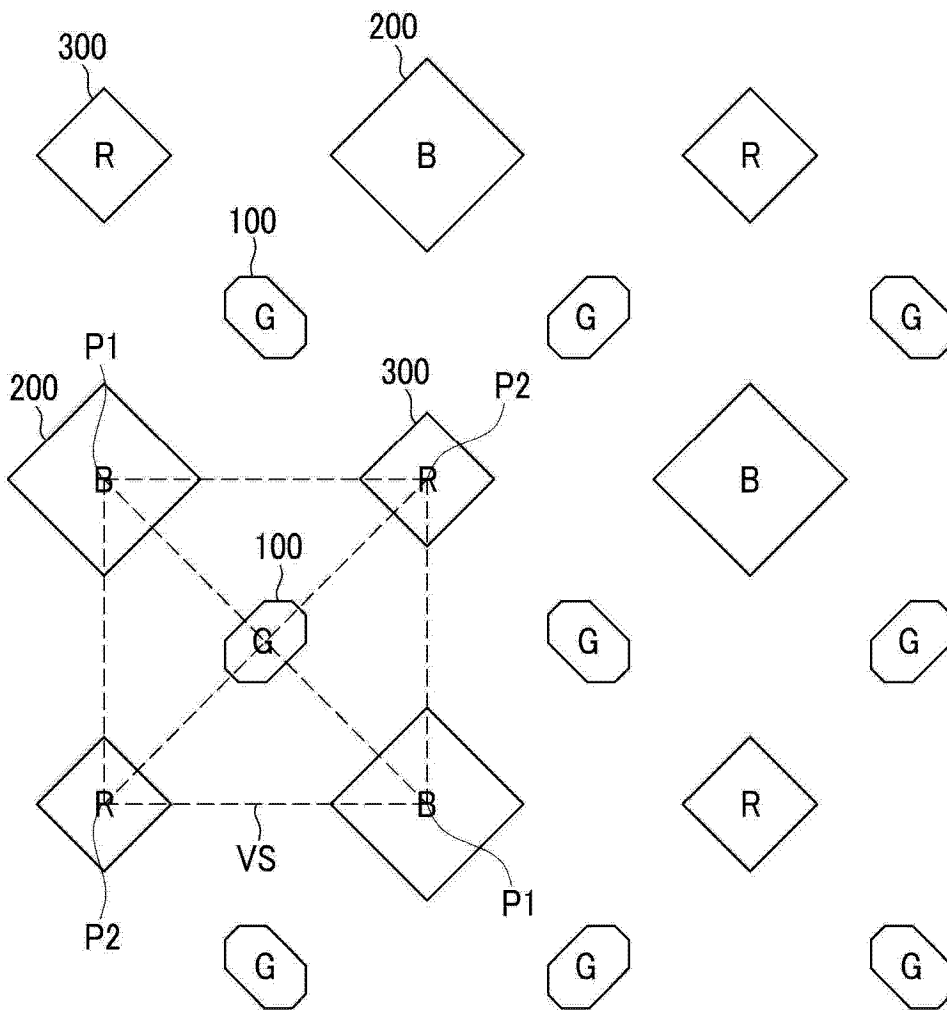 200
300
R B R
100
G G G
P1
200 300 P2
B R B
100
G G G
R B R
VS
P2 P1
G G G